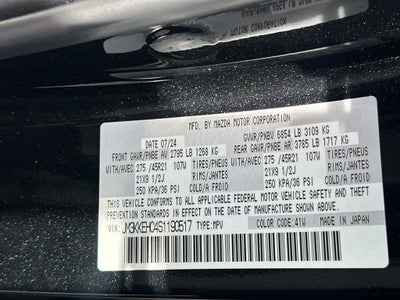 MFD. BY MAZDA MOTOR CORPORATION
DATE 07/24 GVWR/PNBV 6854 LB 3109 KG
FRONT GAWR/PNBE AV 2795 LB 1268 KG REAR GAWR/PNBE AR 3785 LB 1717 KG
WITH/AVEC 275 /45R21 107W TIRES/PNEUS WITH/AVEC 275 /45R21 107W TIRES/PNEUS
21X9 1/2J RIMS/JANTES 21X9 1/2J RIMS/JANTES
250 KPA/36 PSI COLD/A FROID 250 KPA/36 PSI COLD/A FROID
THIS VEHICLE CONFORMS TO ALL APPLICABLE FEDERAL MOTOR VEHICLE SAFETY AND THEFT
PREVENTION STANDARDS IN EFFECT ON THE DATE OF MANUFACTURE SHOWN ABOVE.
VIN: JM3KKEHC4S1190517 TYPE:MPV COLOR CODE:41W MADE IN JAPAN